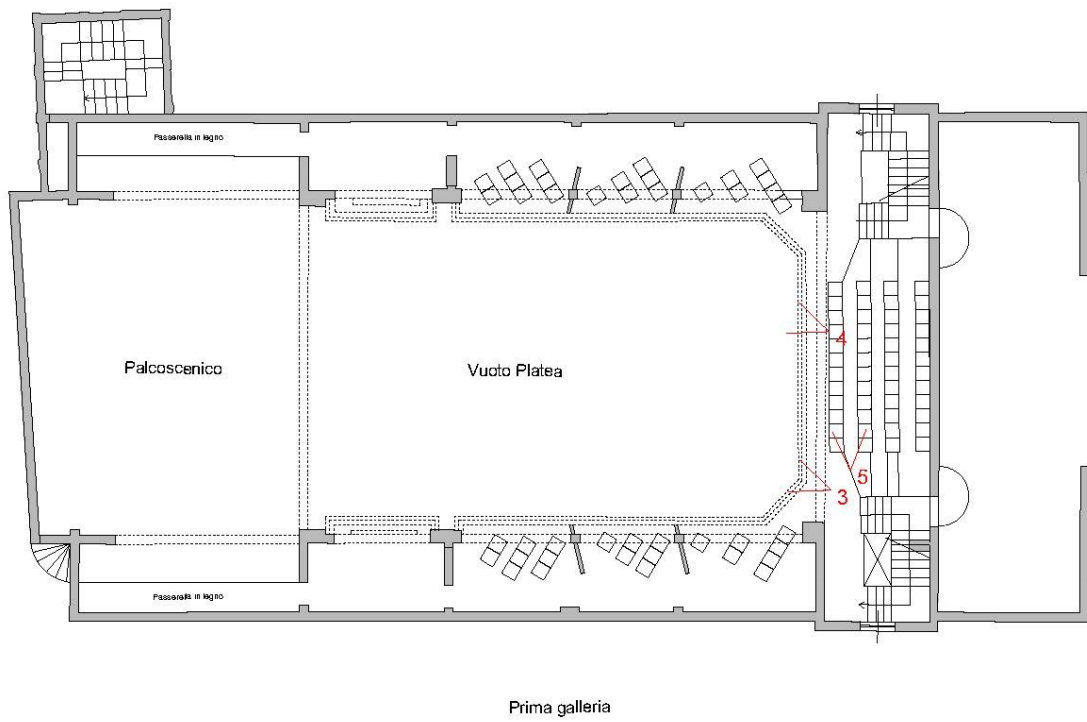 Passerella in legno
4
Palcoscenico
Vuoto Platea
5
3
Passerella in legno
Prima galleria